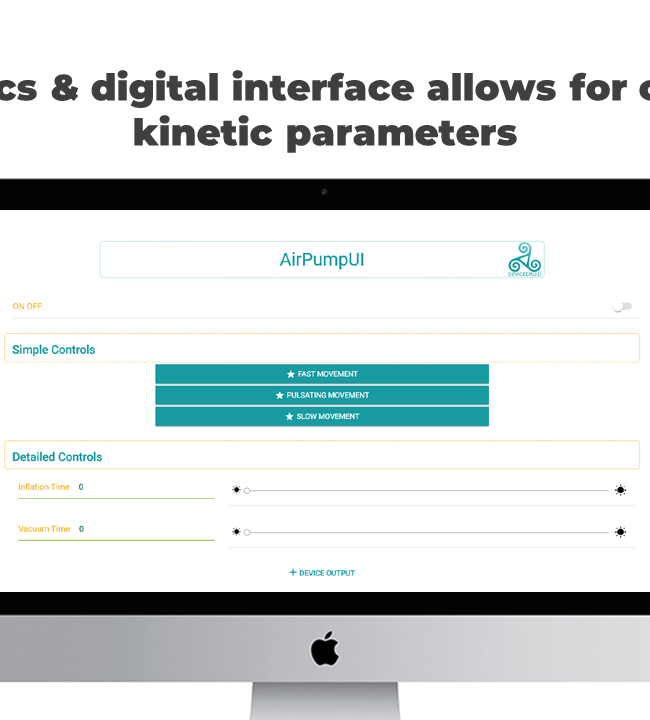 cs & digital interface allows for
kinetic parameters
AirPumpUI
DEVICEDRUID
ON OFF
Simple Controls
FAST MOVEMENT
PULSATING MOVEMENT
SLOW MOVEMENT
Detailed Controls
Inflation Time 0
Vacuum Time 0
+ DEVICE OUTPUT